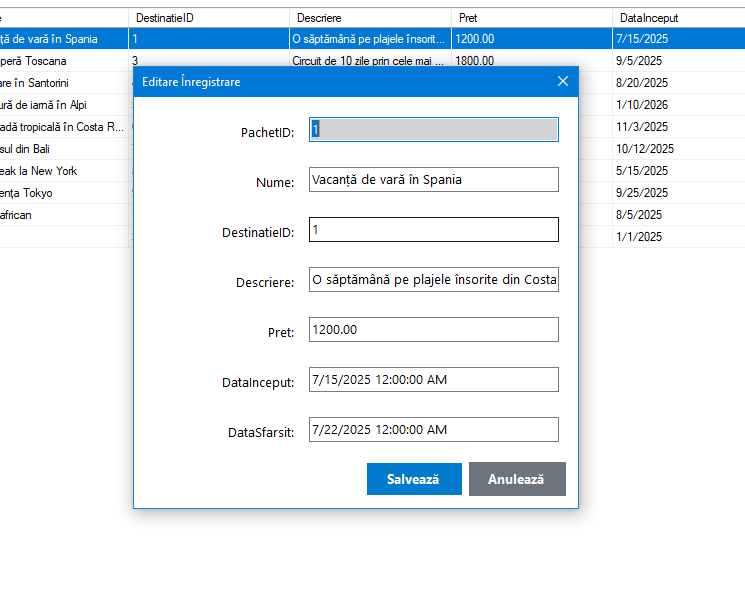 e DestinatieID Descriere Pret DataInceput
ță de vară în Spania 1 O săptămână pe plajele însorit... 1200.00 7/15/2025
peră Toscana 3 Circuit de 10 zile prin cele mai ... 1800.00 9/5/2025
Editare Înregistrare
are în Santorini 8/20/2025
ură de iarnă în Alpi 1/10/2026
adă tropicală în Costa R... 11/3/2025
PachetID: 1
sul din Bali 10/12/2025
eak la New York 5/15/2025
Nume: Vacanță de vară în Spania
ența Tokyo 9/25/2025
african 8/5/2025
DestinatieID: 1
1/1/2025
Descriere: O săptămână pe plajele însorite din Costa
Pret: 1200.00
DataInceput: 7/15/2025 12:00:00 AM
DataSfarsit: 7/22/2025 12:00:00 AM
Salvează Anulează